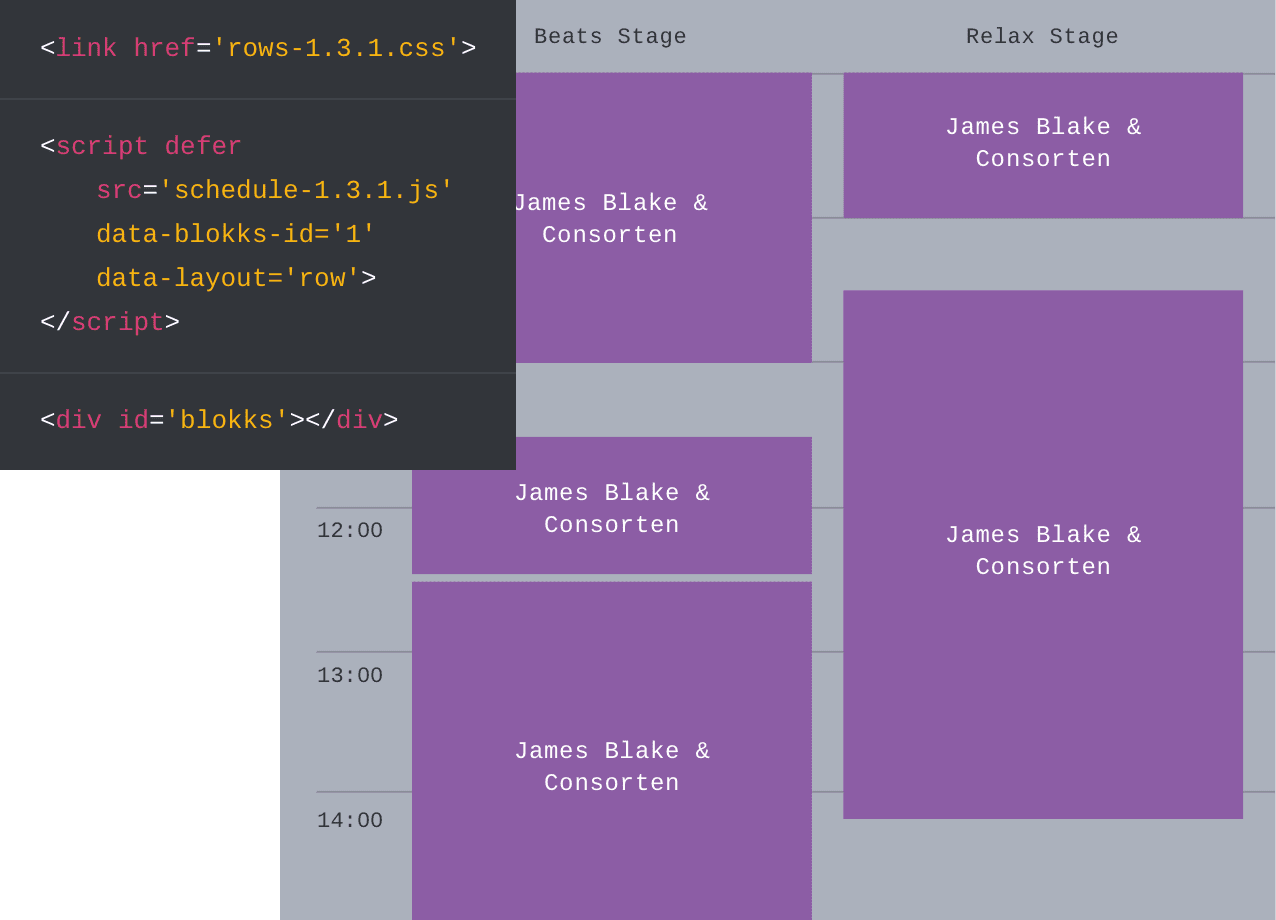 <link href='rows-1.3.1.css'>
<script defer
src='schedule-1.3.1.js'
data-blokks-id='1'
data-layout='row'>
</script>
<div id='blokks'></div>
Beats Stage
Relax Stage
James Blake &
Consorten
James Blake &
Consorten
James Blake &
Consorten
James Blake &
Consorten
12:00
13:00
James Blake &
Consorten
14:00